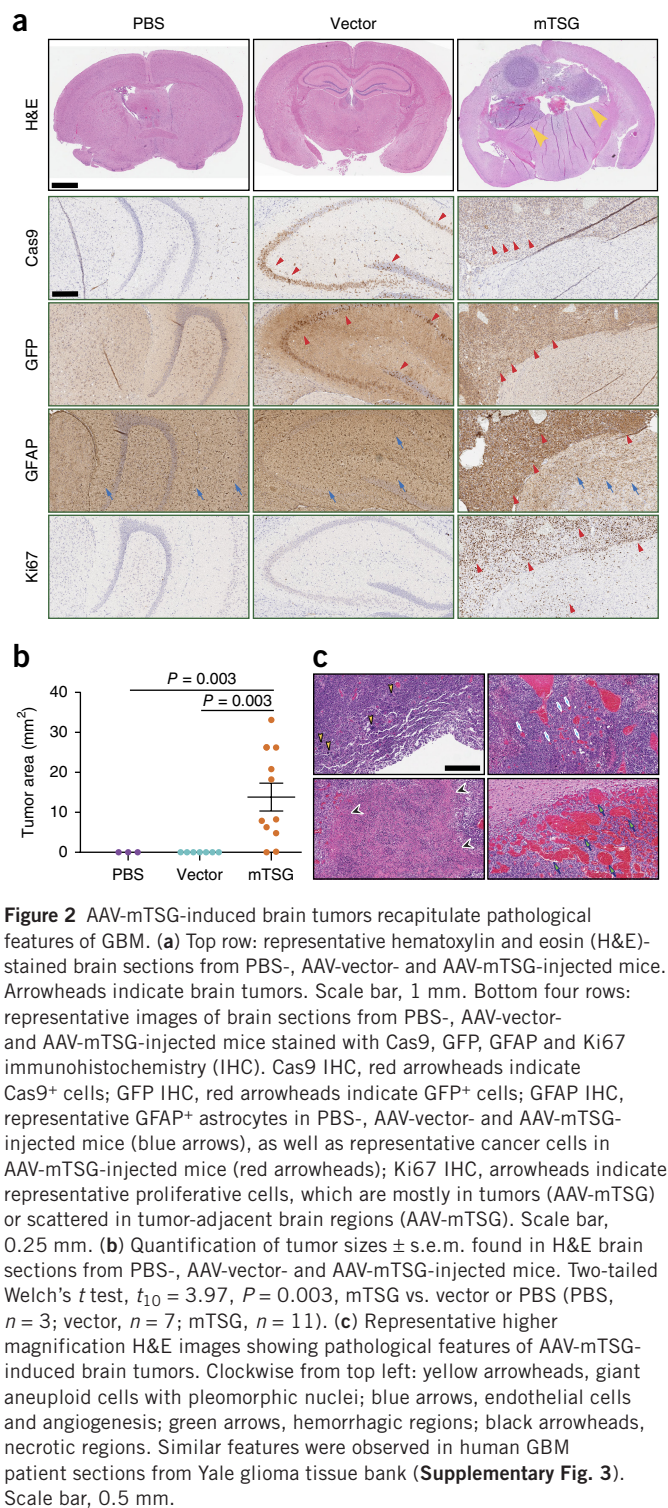 a
PBS
Vector
mTSG
H&E
Cas9
GFP
GFAP
Ki67
b
P = 0.003
P = 0.003
40
30
20
10
0
Tumor area (mm²)
PBS
Vector
mTSG
c
Figure 2 AAV-mTSG-induced brain tumors recapitulate pathological
features of GBM. (a) Top row: representative hematoxylin and eosin (H&E)-
stained brain sections from PBS-, AAV-vector- and AAV-mTSG-injected mice.
Arrowheads indicate brain tumors. Scale bar, 1 mm. Bottom four rows:
representative images of brain sections from PBS-, AAV-vector-
and AAV-mTSG-injected mice stained with Cas9, GFP, GFAP and Ki67
immunohistochemistry (IHC). Cas9 IHC, red arrowheads indicate
Cas9⁺ cells; GFP IHC, red arrowheads indicate GFP⁺ cells; GFAP IHC,
representative GFAP⁺ astrocytes in PBS-, AAV-vector- and AAV-mTSG-
injected mice (blue arrows), as well as representative cancer cells in
AAV-mTSG-injected mice (red arrowheads); Ki67 IHC, arrowheads indicate
representative proliferative cells, which are mostly in tumors (AAV-mTSG)
or scattered in tumor-adjacent brain regions (AAV-mTSG). Scale bar,
0.25 mm. (b) Quantification of tumor sizes ± s.e.m. found in H&E brain
sections from PBS-, AAV-vector- and AAV-mTSG-injected mice. Two-tailed
Welch's t test, t₁₀ = 3.97, P = 0.003, mTSG vs. vector or PBS (PBS,
n = 3; vector, n = 7; mTSG, n = 11). (c) Representative higher
magnification H&E images showing pathological features of AAV-mTSG-
induced brain tumors. Clockwise from top left: yellow arrowheads, giant
aneuploid cells with pleomorphic nuclei; blue arrows, endothelial cells
and angiogenesis; green arrows, hemorrhagic regions; black arrowheads,
necrotic regions. Similar features were observed in human GBM
patient sections from Yale glioma tissue bank (Supplementary Fig. 3).
Scale bar, 0.5 mm.